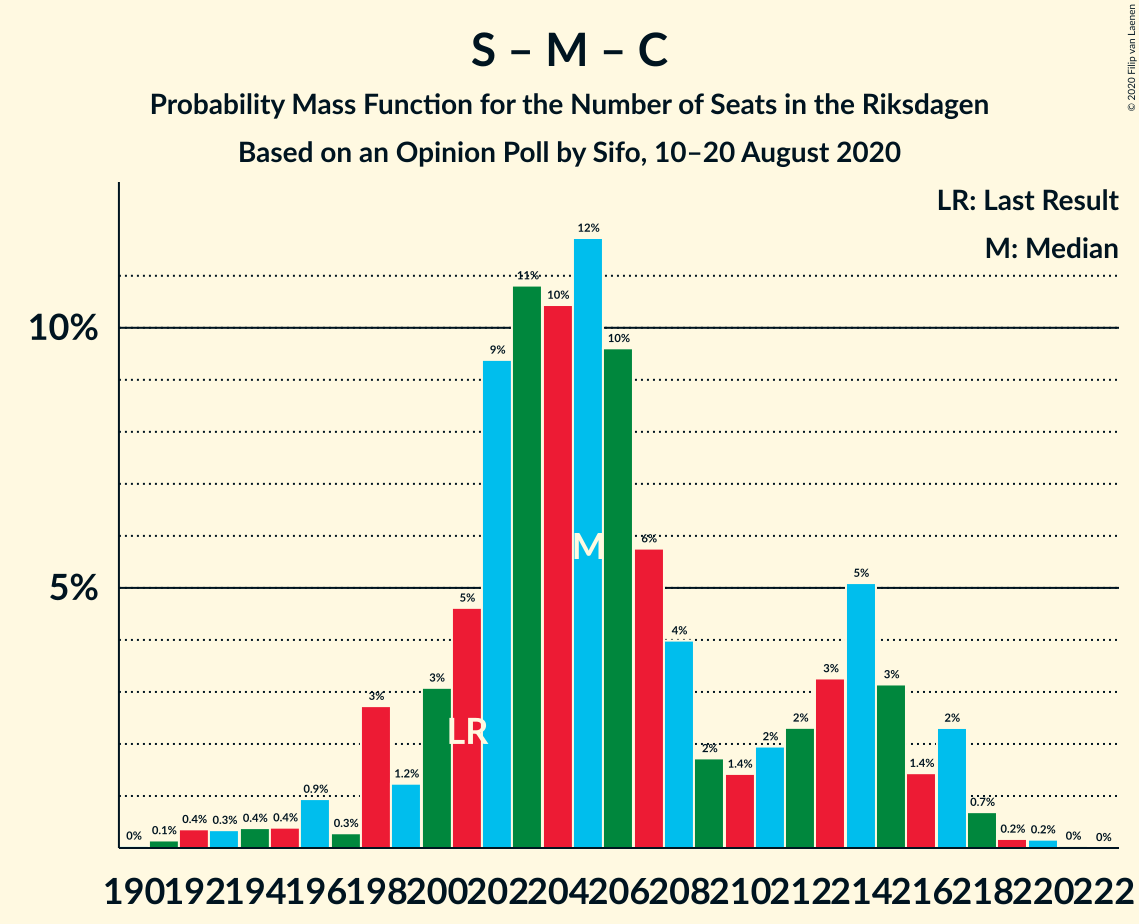 S – M – C
Probability Mass Function for the Number of Seats in the Riksdagen
Based on an Opinion Poll by Sifo, 10–20 August 2020
© 2020 Filip van Laenen
LR: Last Result
M: Median
10%
5%
0% 0.1% 0.4% 0.3% 0.4% 0.4% 0.9% 0.3% 3% 1.2% 3% 5% 9% 11% 10% 12% 10% 6% 4% 2% 1.4% 2% 2% 3% 5% 3% 1.4% 2% 0.7% 0.2% 0.2% 0% 0%
LR
M
190 192 194 196 198 200 202 204 206 208 210 212 214 216 218 220 222